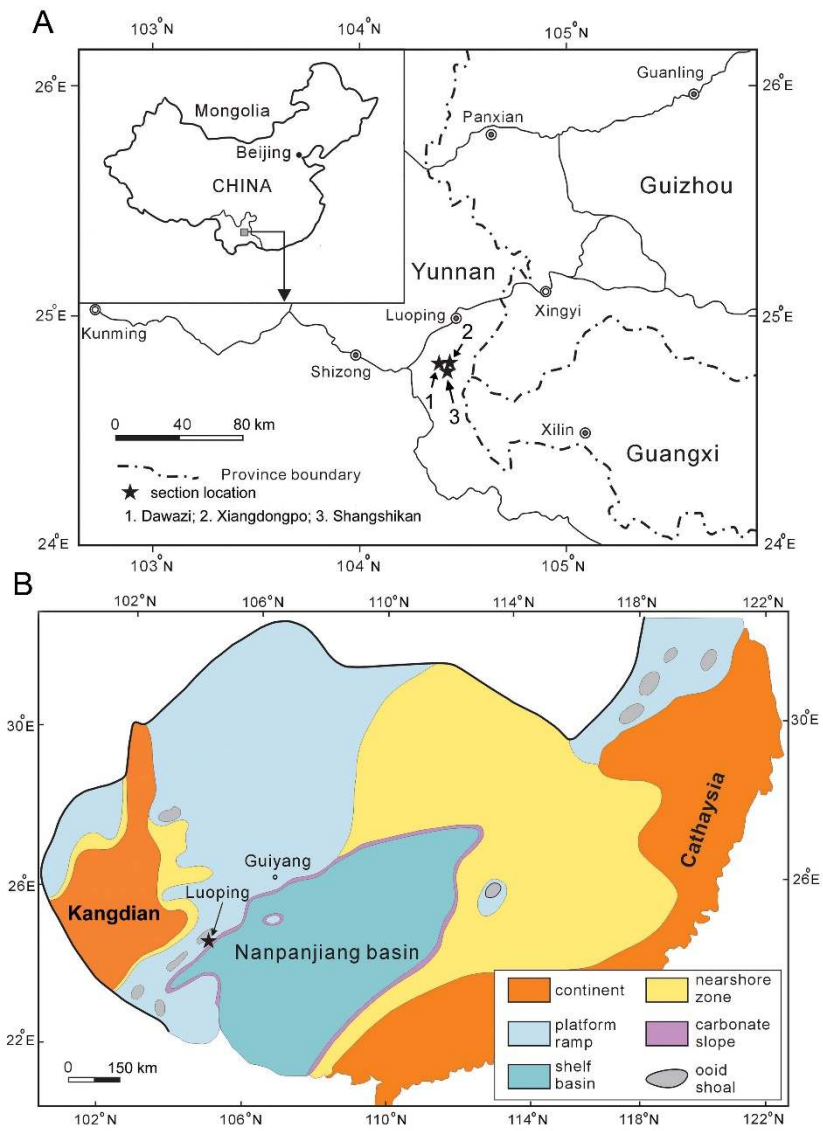 A
103°N 104°N 105°N
26°E
26°E
Mongolia
Beijing
CHINA
Guanling
Panxian
Guizhou
Yunnan
25°E
25°E
Kunming
Luoping
Xingyi
Shizong
2
1
3
0 40 80 km
Xilin
Guangxi
Province boundary
section location
1. Dawazi; 2. Xiangdongpo; 3. Shangshikan
24°E
24°E
103°N 104°N 105°N
B
102°N 106°N 110°N 114°N 118°N 122°N
30°E
30°E
Cathaysia
Guiyang
26°E
26°E
Luoping
Kangdian
Nanpanjiang basin
continent
nearshore
zone
platform
ramp
carbonate
slope
shelf
basin
ooid
shoal
22°E
22°E
0 150 km
102°N 106°N 110°N 114°N 118°N 122°N